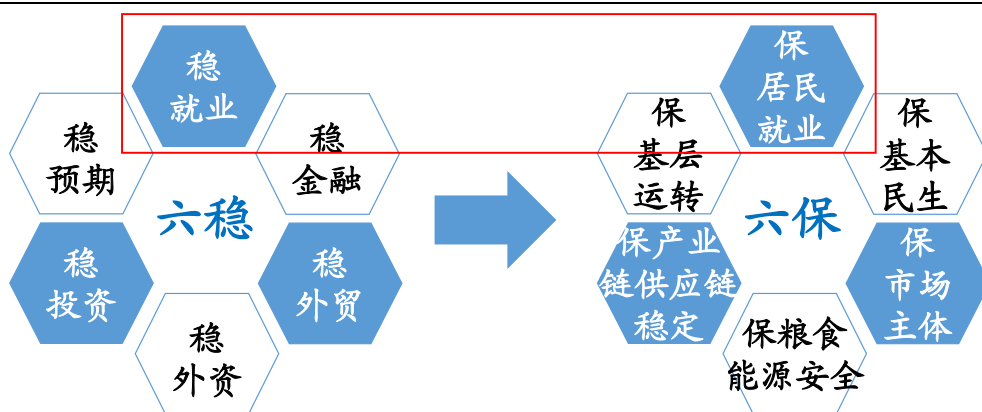 稳
就业
稳
金融
稳
外贸
稳
外资
稳
投资
稳
预期
六稳
保
居民
就业
保
基本
民生
保
市场
主体
保粮食
能源安全
保产业
链供应链
稳定
保
基层
运转
六保